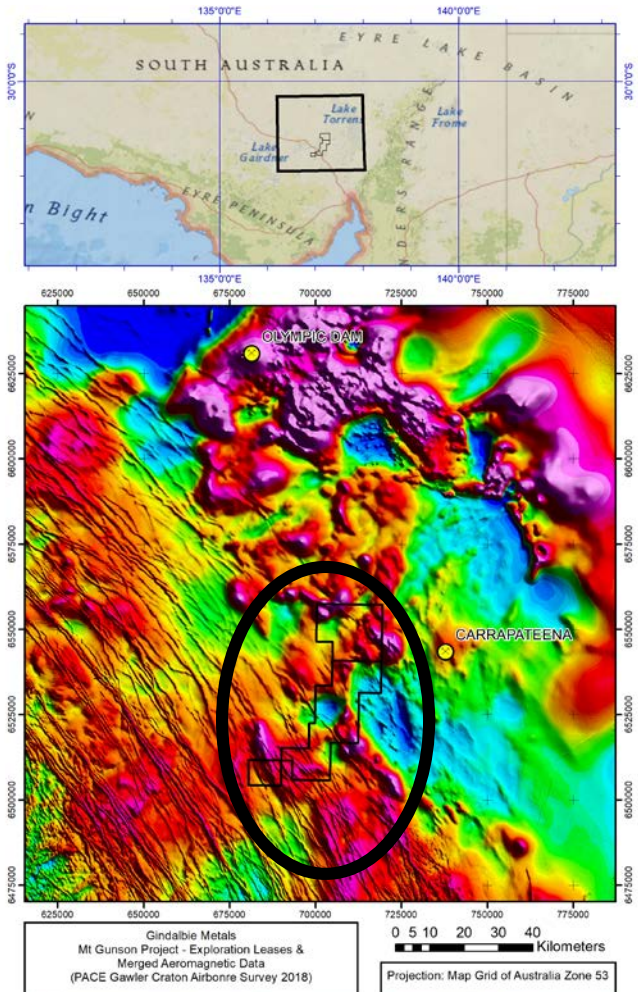 135°0'0"E 140°0'0"E
EYRE LAKE BASIN
SOUTH AUSTRALIA
30°0'0"S 30°0'0"S
Lake
Torrens
Lake
Frome
Lake
Gairdner
NDERS RANGE
EYRE PENINSULA
n Bight
135°0'0"E 140°0'0"E
625000 650000 675000 700000 725000 750000 775000
OLYMPIC DAM
6625000 6625000
6600000 6600000
6575000 6575000
6550000 6550000
CARRAPATEENA
6525000 6525000
6500000 6500000
6475000 6475000
625000 650000 675000 700000 725000 750000 775000
Gindalbie Metals
Mt Gunson Project - Exploration Leases &
Merged Aeromagnetic Data
(PACE Gawler Craton Airbonre Survey 2018)
0 5 10 20 30 40
Kilometers
Projection: Map Grid of Australia Zone 53